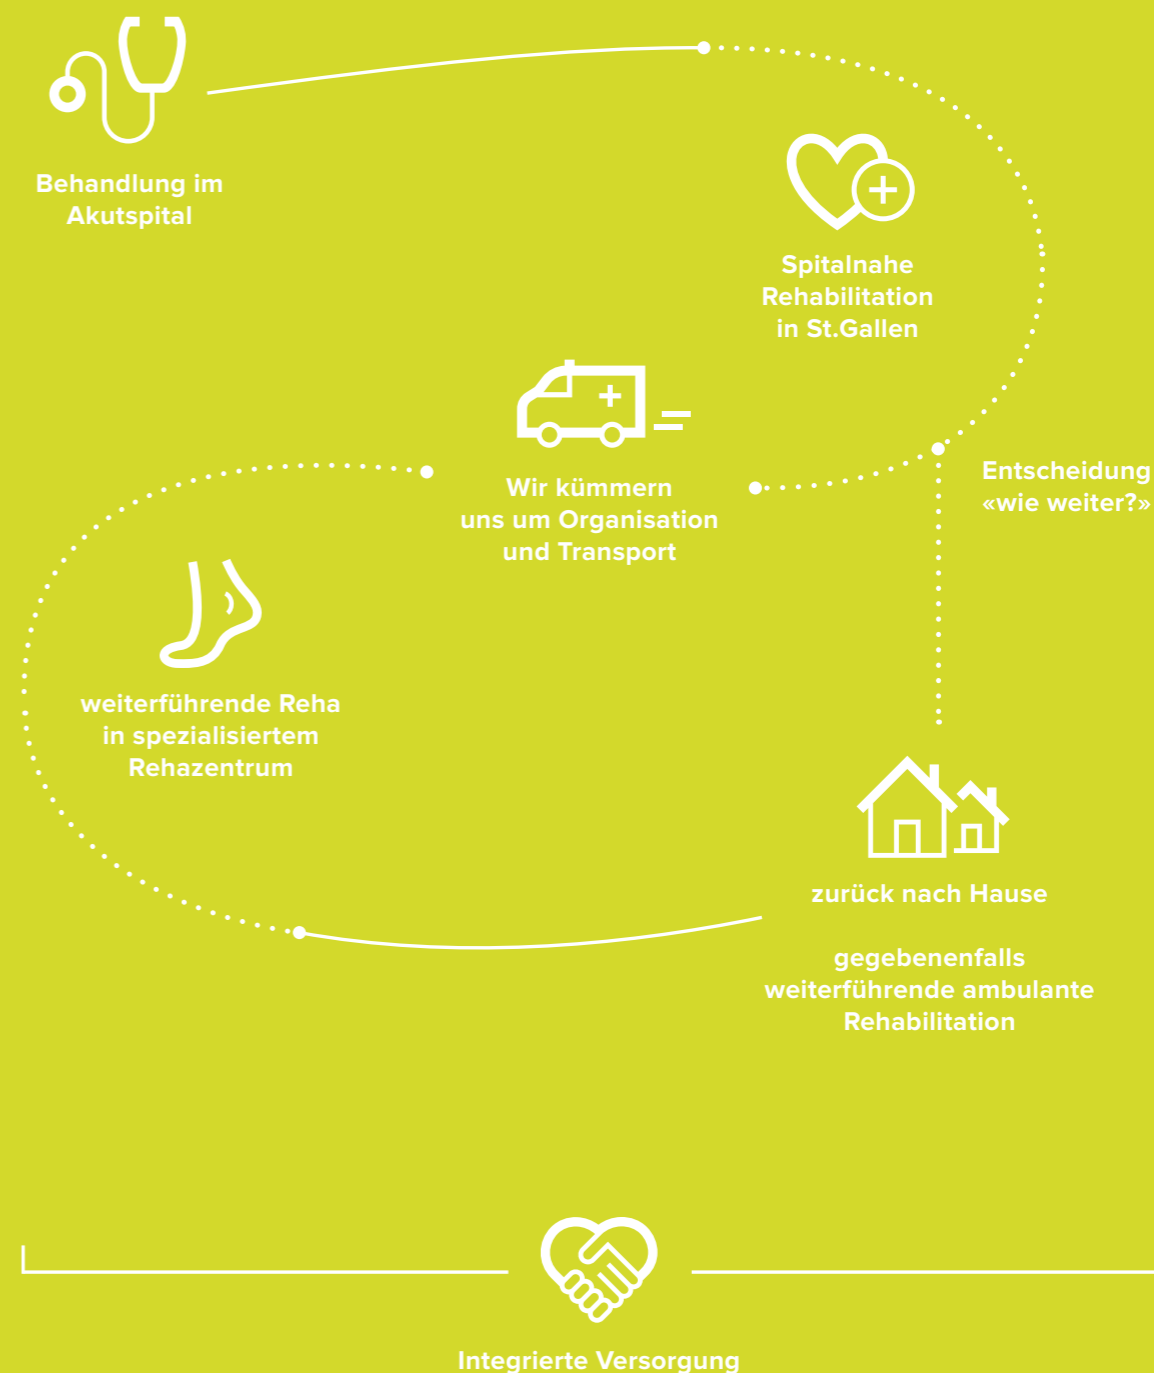 Behandlung im
Akutspital
Spitalnahe
Rehabilitation
in St.Gallen
Entscheidung
«wie weiter?»
Wir kümmern
uns um Organisation
und Transport
weiterführende Reha
in spezialisiertem
Rehazentrum
zurück nach Hause
gegebenenfalls
weiterführende ambulante
Rehabilitation
Integrierte Versorgung